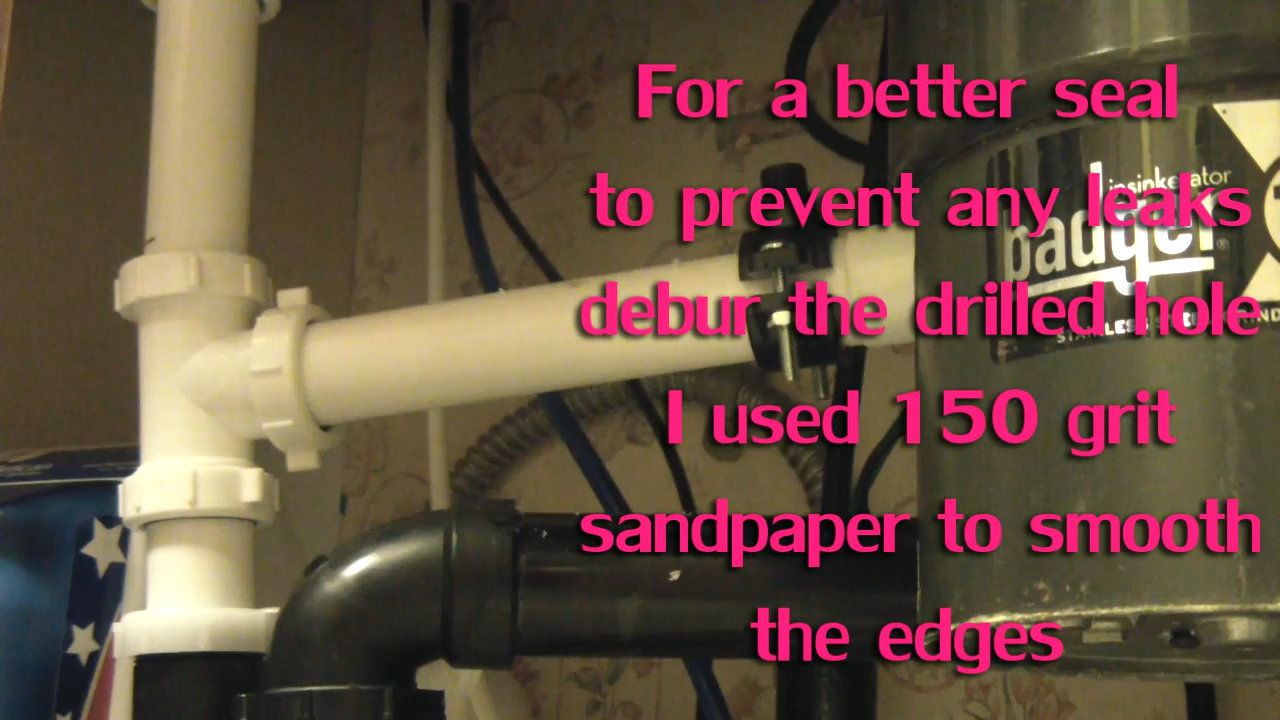 For a better seal
to prevent any leaks
debur the drilled hole
I used 150 grit
sandpaper to smooth
the edges
insinkerator
badger